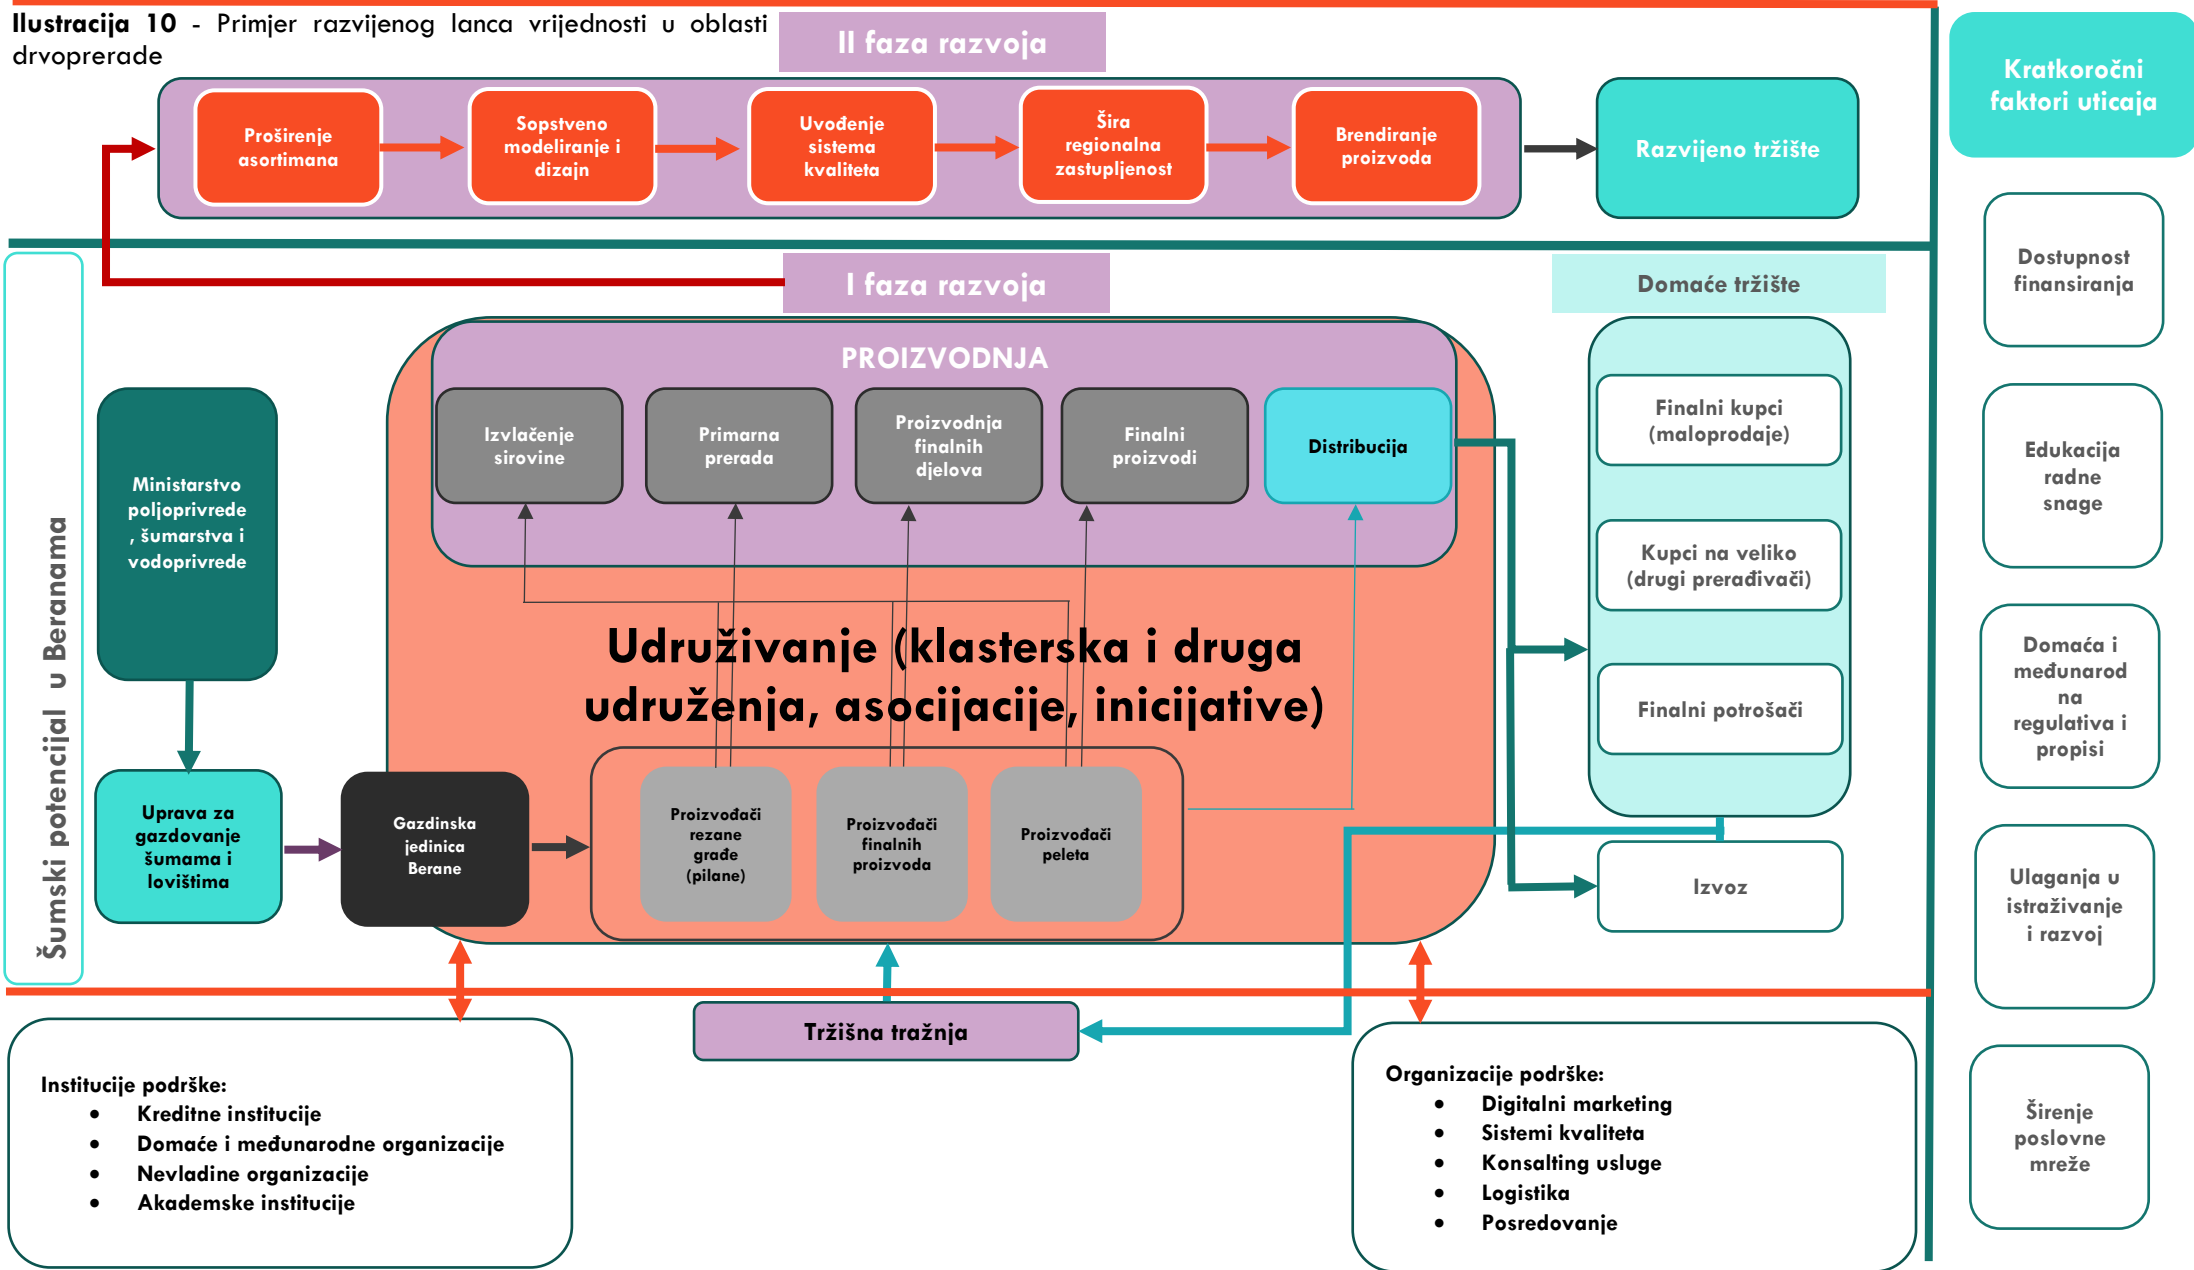 Ilustracija 10 - Primjer razvijenog lanca vrijednosti u oblasti
drvoprerade
II faza razvoja
Proširenje
asortimana
Sopstveno
modeliranje i
dizajn
Uvođenje
sistema
kvaliteta
Šira
regionalna
zastupljenost
Brendiranje
proizvoda
Razvijeno tržište
Kratkoročni
faktori uticaja
Dostupnost
finansiranja
Edukacija
radne
snage
Domaća i
međunarod
na
regulativa i
propisi
Ulaganja u
istraživanje
i razvoj
Širenje
poslovne
mreže
I faza razvoja
Domaće tržište
Šumski potencijal u Beranama
PROIZVODNJA
Izvlačenje
sirovine
Primarna
prerada
Proizvodnja
finalnih
djelova
Finalni
proizvodi
Distribucija
Finalni kupci
(maloprodaje)
Kupci na veliko
(drugi prerađivači)
Finalni potrošači
Izvoz
Ministarstvo
poljoprivrede
, šumarstva i
vodoprivrede
Uprava za
gazdovanje
šumama i
lovištima
Gazdinska
jedinica
Berane
Udruživanje (klasterska i druga
udruženja, asocijacije, inicijative)
Proizvođači
rezane
građe
(pilane)
Proizvođači
finalnih
proizvoda
Proizvođači
peleta
Tržišna tražnja
Institucije podrške:
• Kreditne institucije
• Domaće i međunarodne organizacije
• Nevladine organizacije
• Akademske institucije
Organizacije podrške:
• Digitalni marketing
• Sistemi kvaliteta
• Konsalting usluge
• Logistika
• Posredovanje